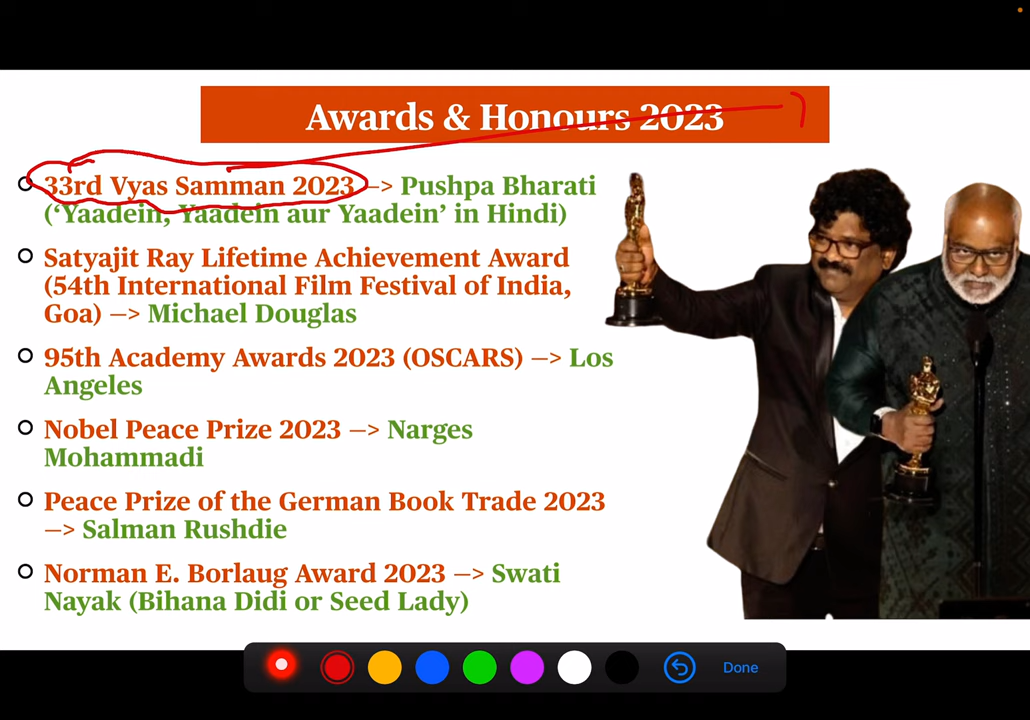 Awards & Honours 2023
33rd Vyas Samman 2023 —> Pushpa Bharati
(‘Yaadein, Yaadein aur Yaadein’ in Hindi)
Satyajit Ray Lifetime Achievement Award
(54th International Film Festival of India,
Goa) —> Michael Douglas
95th Academy Awards 2023 (OSCARS) —> Los
Angeles
Nobel Peace Prize 2023 —> Narges
Mohammadi
Peace Prize of the German Book Trade 2023
—> Salman Rushdie
Norman E. Borlaug Award 2023 —> Swati
Nayak (Bihana Didi or Seed Lady)
Done